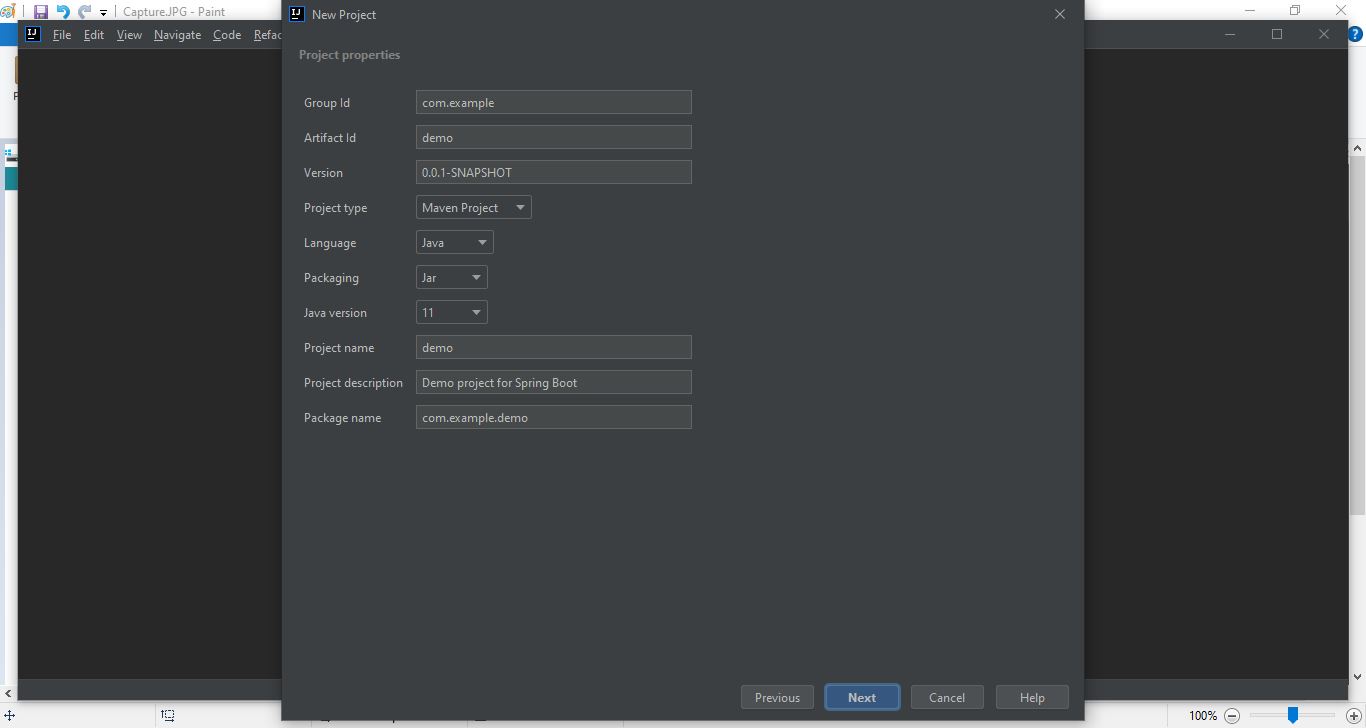 Capture.JPG - Paint
IJ New Project
IJ File Edit View Navigate Code Refac
Project properties
Group Id com.example
Artifact Id demo
Version 0.0.1-SNAPSHOT
Project type Maven Project
Language Java
Packaging Jar
Java version 11
Project name demo
Project description Demo project for Spring Boot
Package name com.example.demo
Previous Next Cancel Help
100%